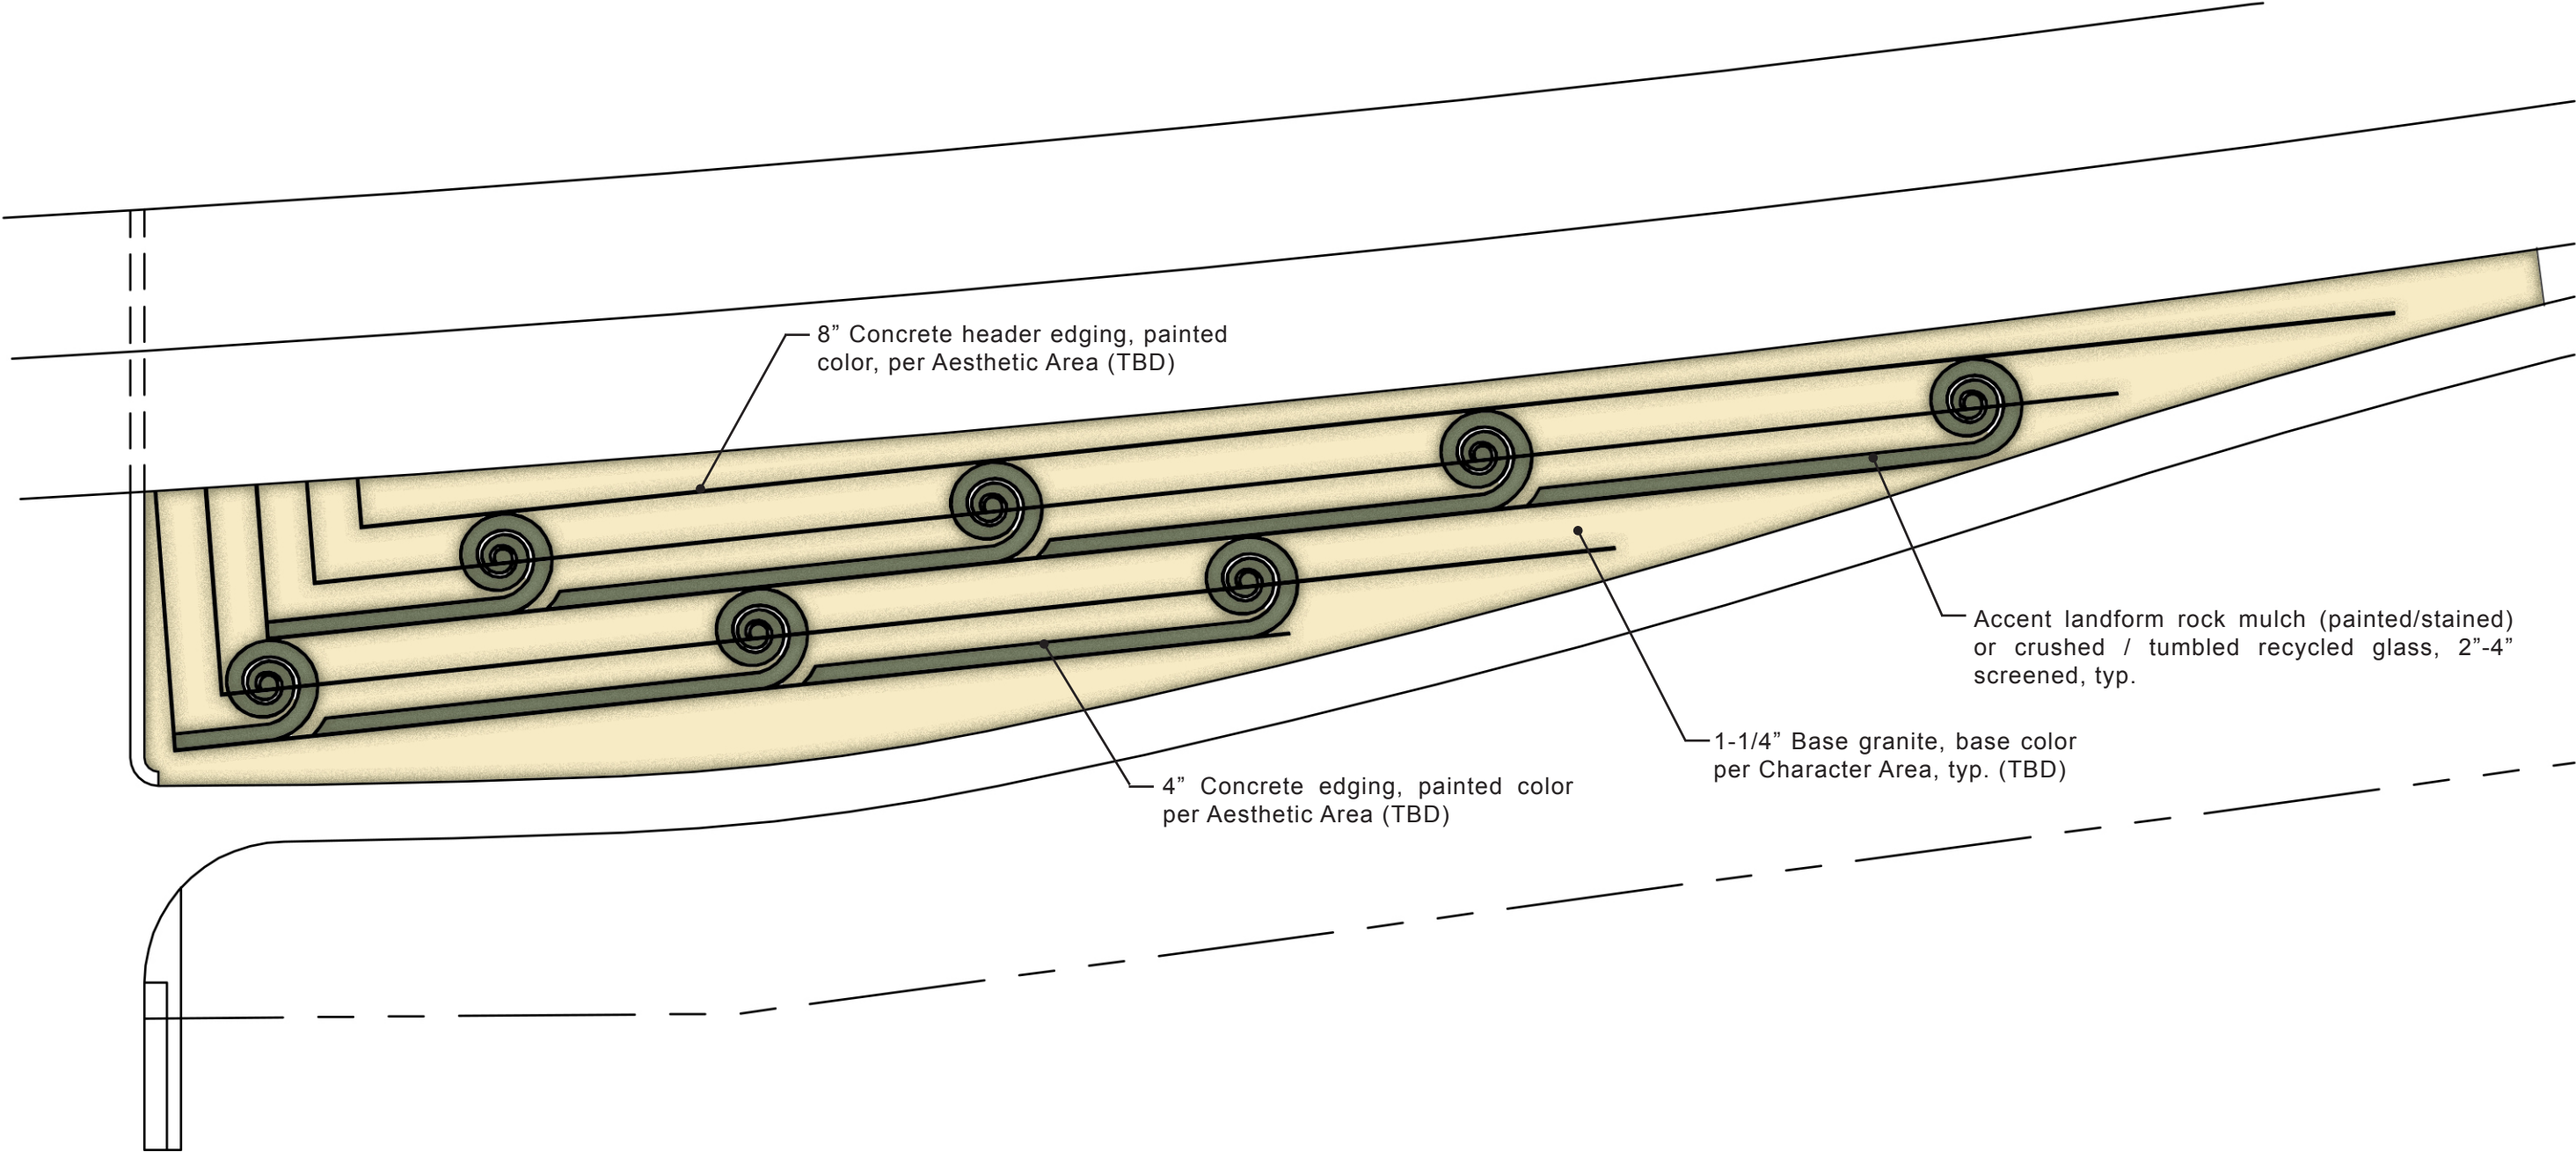 8” Concrete header edging, painted
color, per Aesthetic Area (TBD)
Accent landform rock mulch (painted/stained)
or crushed / tumbled recycled glass, 2”-4”
screened, typ.
1-1/4” Base granite, base color
per Character Area, typ. (TBD)
4” Concrete edging, painted color
per Aesthetic Area (TBD)